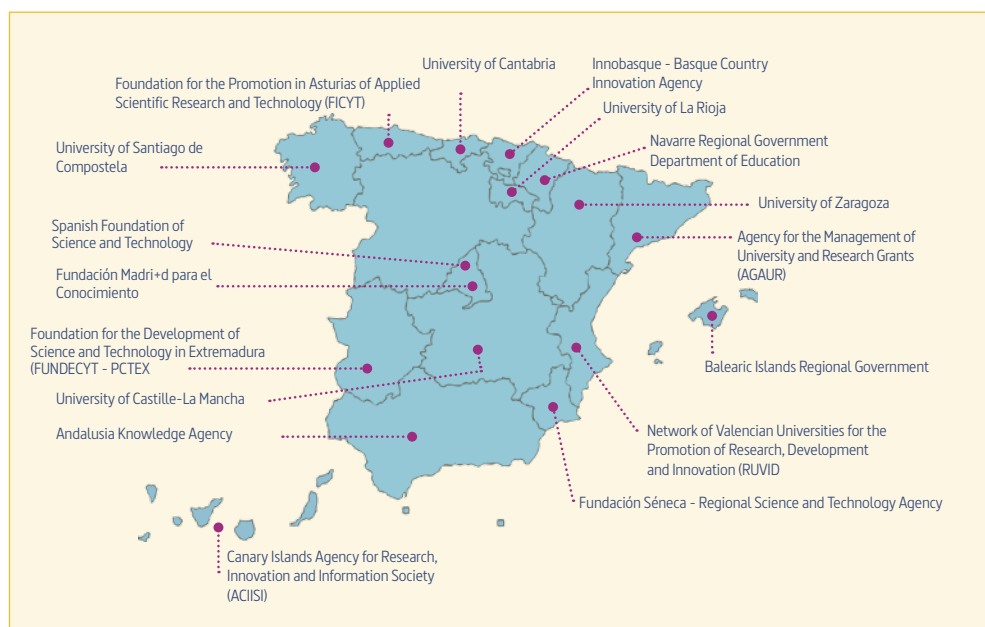 University of Cantabria
Innobasque - Basque Country
Innovation Agency
Foundation for the Promotion in Asturias of Applied
Scientific Research and Technology (FICYT)
University of La Rioja
University of Santiago de
Compostela
Navarre Regional Government
Department of Education
University of Zaragoza
Spanish Foundation of
Science and Technology
Agency for the Management of
University and Research Grants
(AGAUR)
Fundación Madri+d para el
Conocimiento
Foundation for the Development of
Science and Technology in Extremadura
(FUNDECYT - PCTEX
Balearic Islands Regional Government
University of Castille-La Mancha
Andalusia Knowledge Agency
Network of Valencian Universities for the
Promotion of Research, Development
and Innovation (RUVID
Fundación Séneca - Regional Science and Technology Agency
Canary Islands Agency for Research,
Innovation and Information Society
(ACIISI)